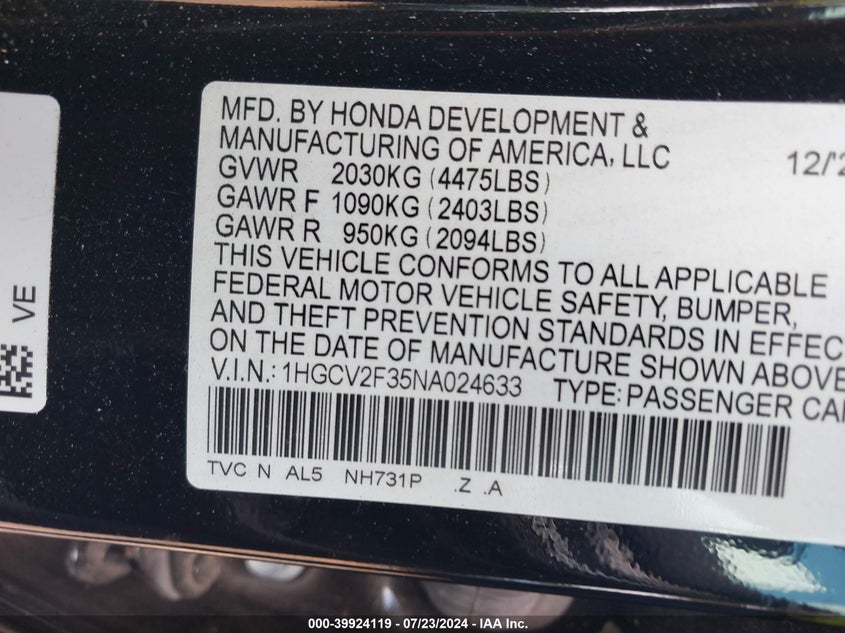 MFD. BY HONDA DEVELOPMENT &
MANUFACTURING OF AMERICA, LLC 12/'2
GVWR 2030KG (4475LBS)
GAWR F 1090KG (2403LBS)
GAWR R 950KG (2094LBS)
THIS VEHICLE CONFORMS TO ALL APPLICABLE
FEDERAL MOTOR VEHICLE SAFETY, BUMPER,
AND THEFT PREVENTION STANDARDS IN EFFEC
ON THE DATE OF MANUFACTURE SHOWN ABOVE
V.I.N.: 1HGCV2F35NA024633 TYPE: PASSENGER CA
TVC N AL5 NH731P .Z .A
VE
000-39924119 - 07/23/2024 - IAA Inc.